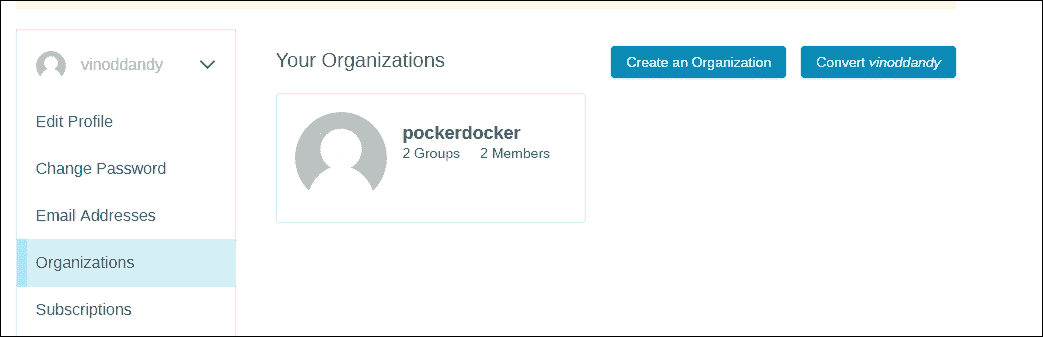 vinoddandy
Edit Profile
Change Password
Email Addresses
Organizations
Subscriptions
Your Organizations
Create an Organization
Convert vinoddandy
pockerdocker
2 Groups 2 Members